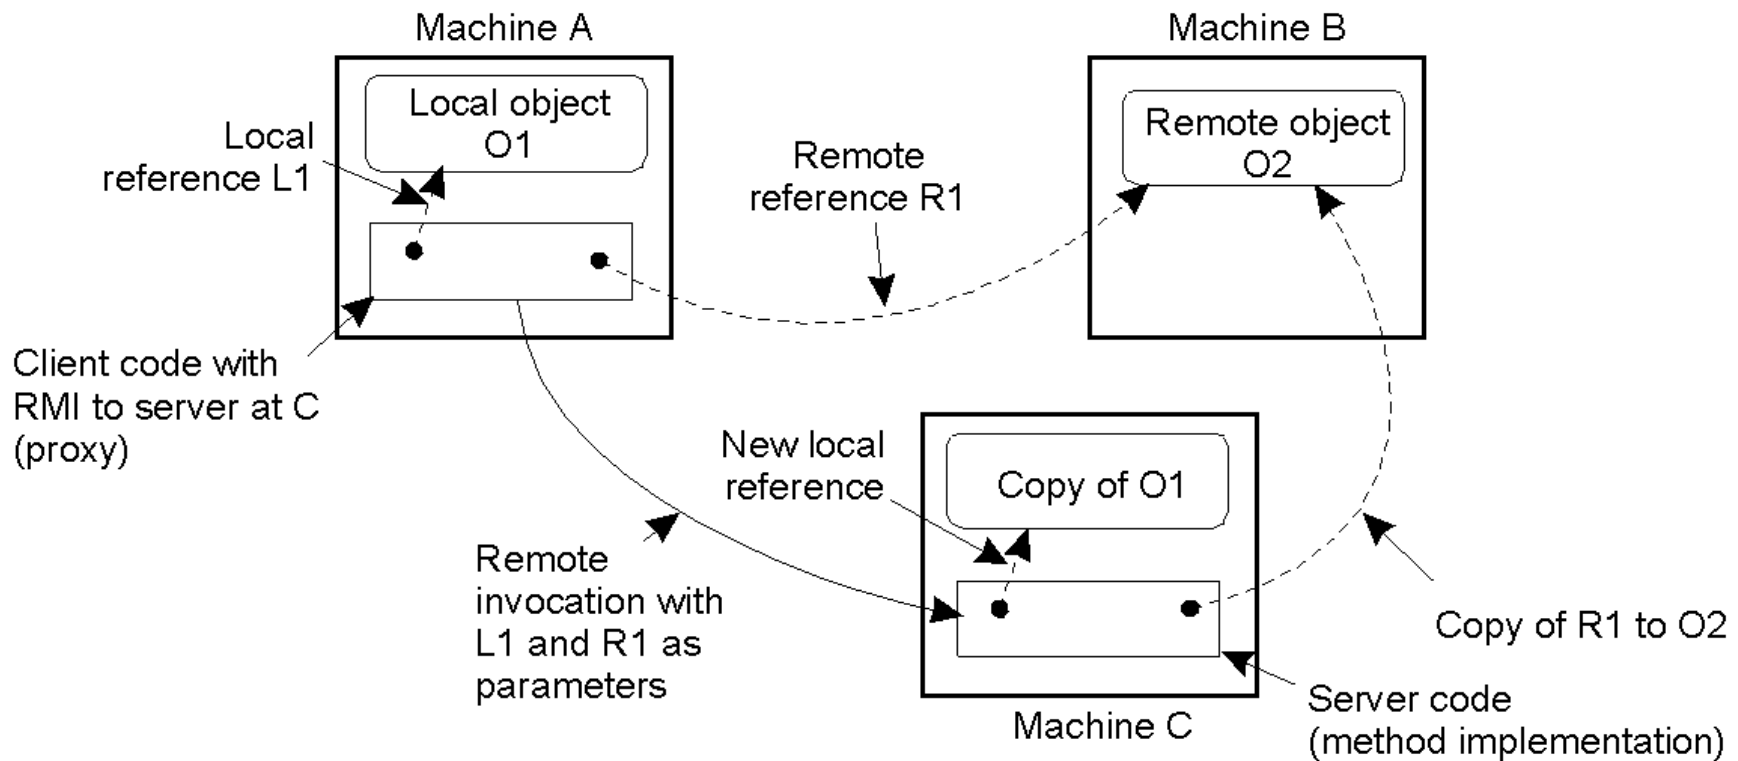 Machine A
Machine B
Local object
O1
Local
reference L1
Remote object
O2
Remote
reference R1
Client code with
RMI to server at C
(proxy)
New local
reference
Copy of O1
Remote
invocation with
L1 and R1 as
parameters
Copy of R1 to O2
Server code
(method implementation)
Machine C